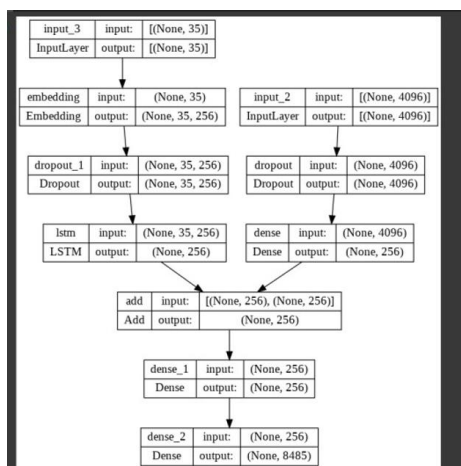 input_3 input: [(None, 35)]
InputLayer output: [(None, 35)]
embedding input: (None, 35)
Embedding output: (None, 35, 256)
input_2 input: [(None, 4096)]
InputLayer output: [(None, 4096)]
dropout_1 input: (None, 35, 256)
Dropout output: (None, 35, 256)
dropout input: (None, 4096)
Dropout output: (None, 4096)
lstm input: (None, 35, 256)
LSTM output: (None, 256)
dense input: (None, 4096)
Dense output: (None, 256)
add input: [(None, 256), (None, 256)]
Add output: (None, 256)
dense_1 input: (None, 256)
Dense output: (None, 256)
dense_2 input: (None, 256)
Dense output: (None, 8485)